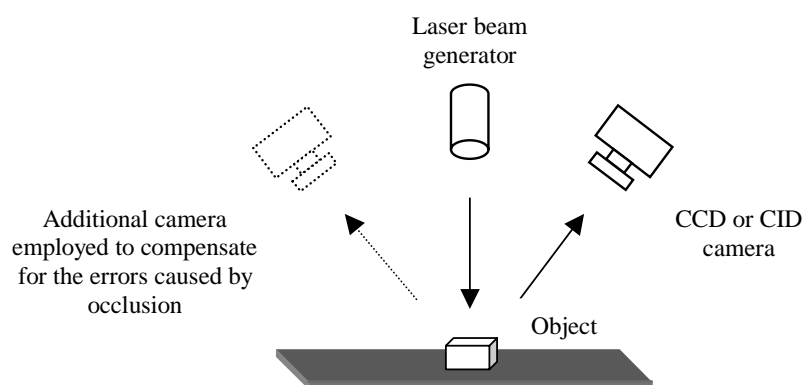 Laser beam
generator
Additional camera
employed to compensate
for the errors caused by
occlusion
CCD or CID
camera
Object